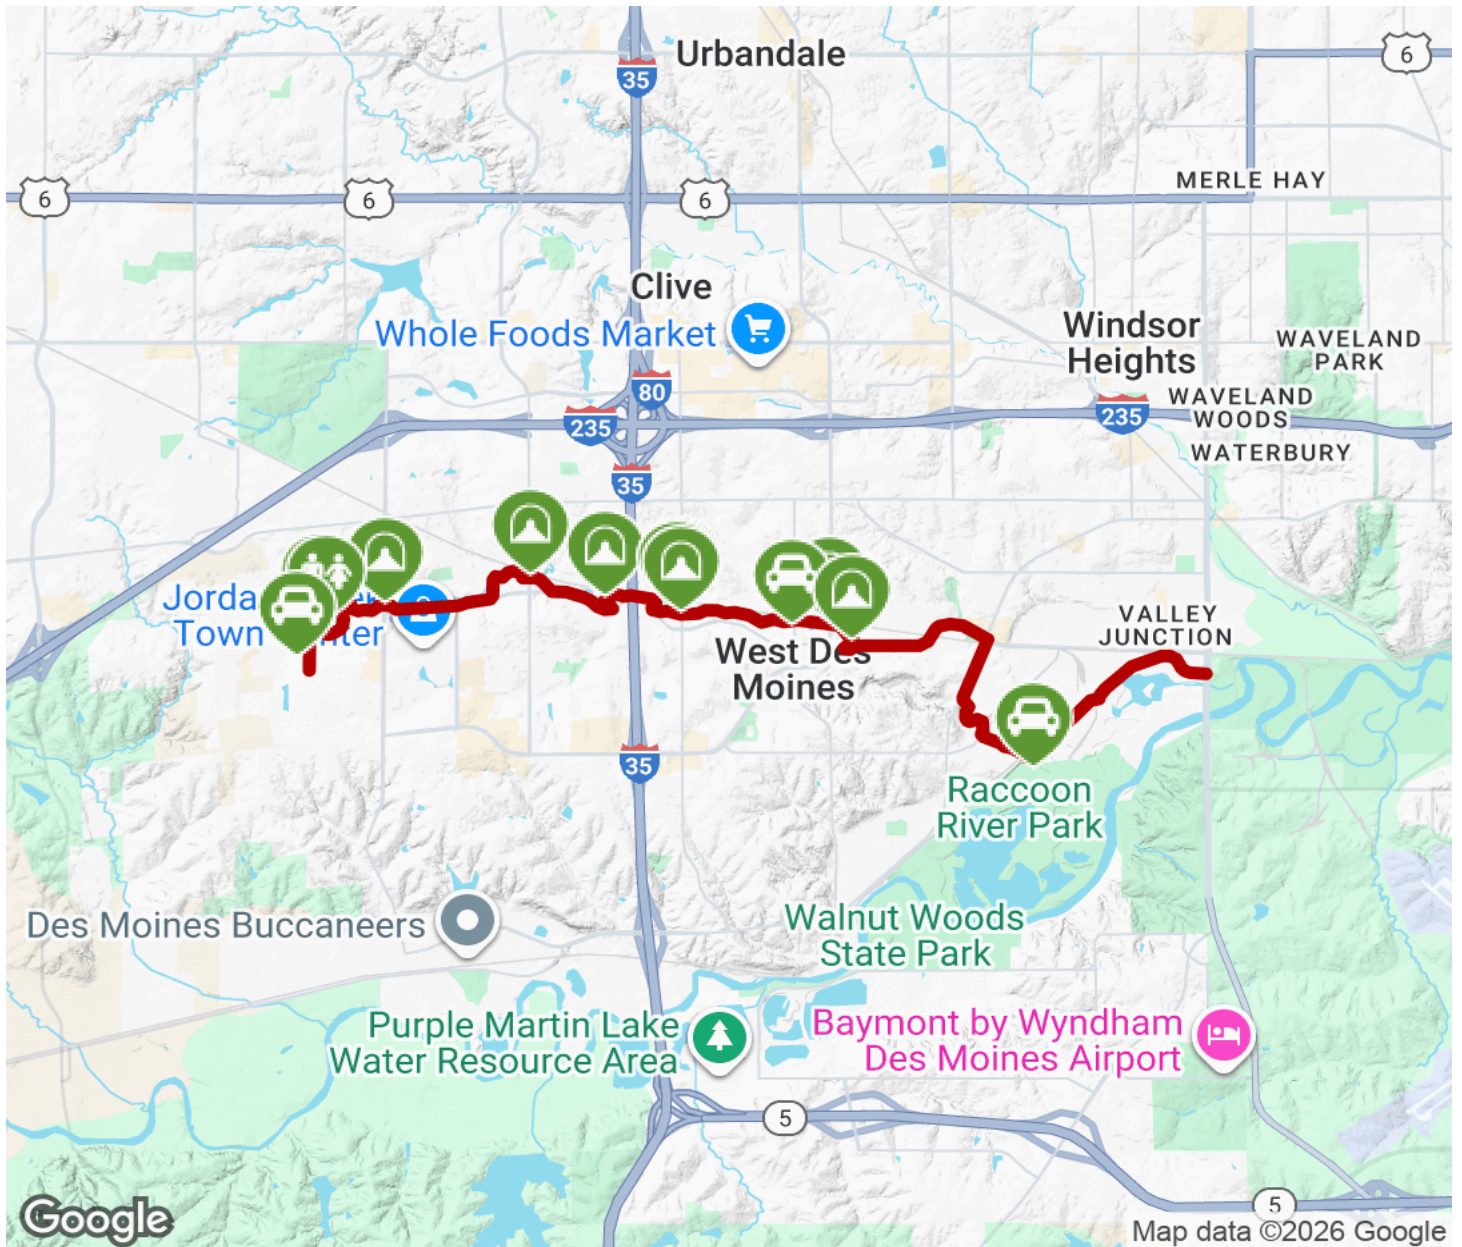 Urbandale
35
6
MERLE HAY
6
6
6
Clive
Whole Foods Market
Windsor
Heights
WAVELAND
PARK
80
WAVELAND
WOODS
235
235
WATERBURY
35
Jorda
Town
nter
VALLEY
JUNCTION
West Des
Moines
35
Raccoon
River Park
Des Moines Buccaneers
Walnut Woods
State Park
Purple Martin Lake
Water Resource Area
Baymont by Wyndham
Des Moines Airport
5
5
Google
Map data ©2026 Google